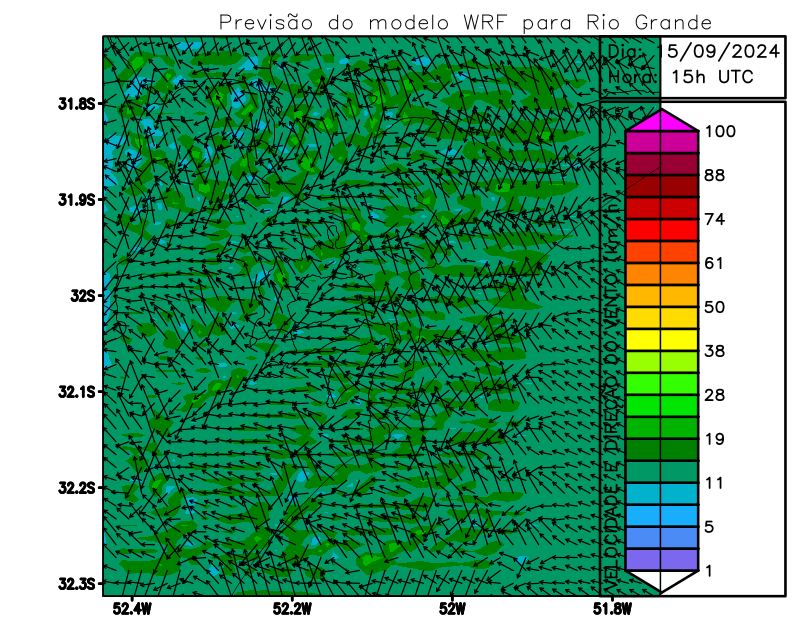 Previsão do modelo WRF para Rio Grande
Dia: 15/09/2024
Hora: 15h UTC
31.8S
31.9S
32S
32.1S
32.2S
32.3S
52.4W
52.2W
52W
51.8W
VELOCIDADE E DIREÇÃO DO VENTO (km/h)
100
88
74
61
50
38
28
19
11
5
1